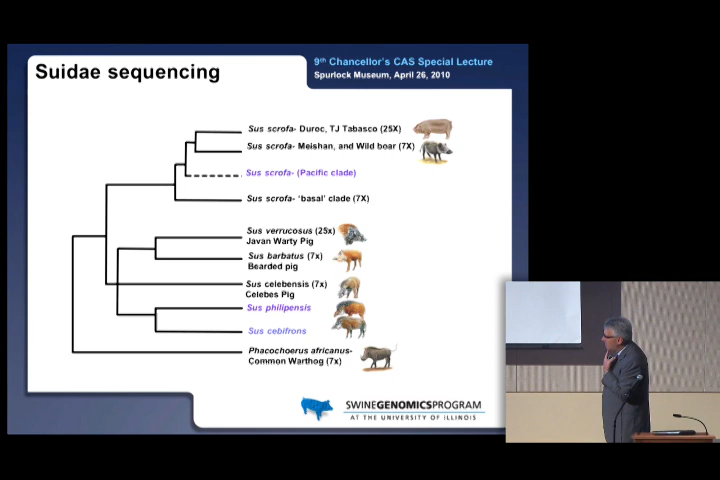 Suidae sequencing
9th Chancellor's CAS Special Lecture
Spurlock Museum, April 26, 2010
Sus scrofa- Duroc, TJ Tabasco (25X)
Sus scrofa- Meishan, and Wild boar (7X)
Sus scrofa- (Pacific clade)
Sus scrofa- 'basal' clade (7X)
Sus verrucosus (25x)
Javan Warty Pig
Sus barbatus (7x)
Bearded pig
Sus celebensis (7x)
Celebes Pig
Sus philipensis
Sus cebifrons
Phacochoerus africanus-
Common Warthog (7x)
SWINEGENOMICSPROGRAM
AT THE UNIVERSITY OF ILLINOIS